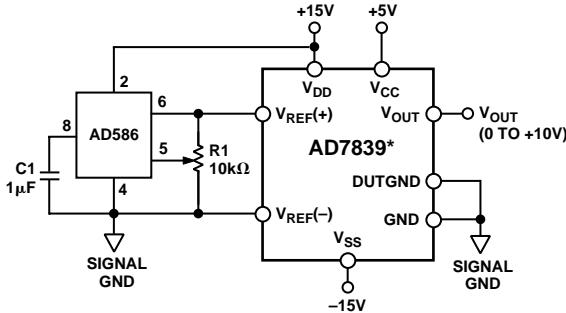 +15V
+5V
2
V_DD
V_CC
6
V_REF(+)
V_OUT
V_OUT
(0 TO +10V)
8
AD586
AD7839*
R1
10kΩ
5
C1
1μF
DUTGND
4
V_REF(–)
GND
V_SS
SIGNAL
GND
SIGNAL
GND
–15V